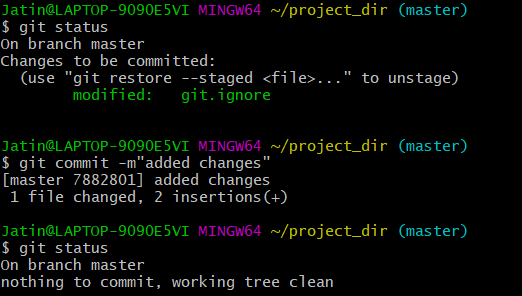 Jatin@LAPTOP-9090E5VI MINGW64 ~/project_dir (master)
$ git status
On branch master
Changes to be committed:
  (use "git restore --staged <file>..." to unstage)
        modified:   git.ignore

Jatin@LAPTOP-9090E5VI MINGW64 ~/project_dir (master)
$ git commit -m"added changes"
[master 7882801] added changes
 1 file changed, 2 insertions(+)

Jatin@LAPTOP-9090E5VI MINGW64 ~/project_dir (master)
$ git status
On branch master
nothing to commit, working tree clean